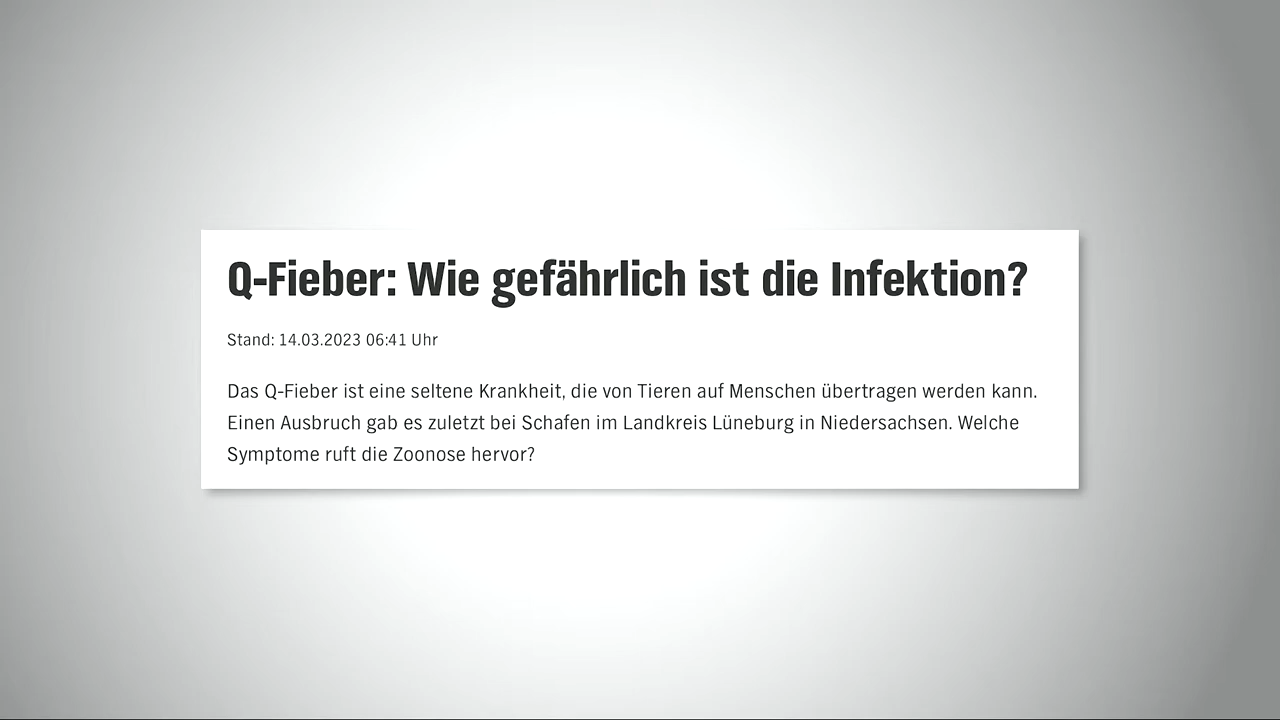 Q-Fieber: Wie gefährlich ist die Infektion?
Stand: 14.03.2023 06:41 Uhr
Das Q-Fieber ist eine seltene Krankheit, die von Tieren auf Menschen übertragen werden kann.
Einen Ausbruch gab es zuletzt bei Schafen im Landkreis Lüneburg in Niedersachsen. Welche
Symptome ruft die Zoonose hervor?